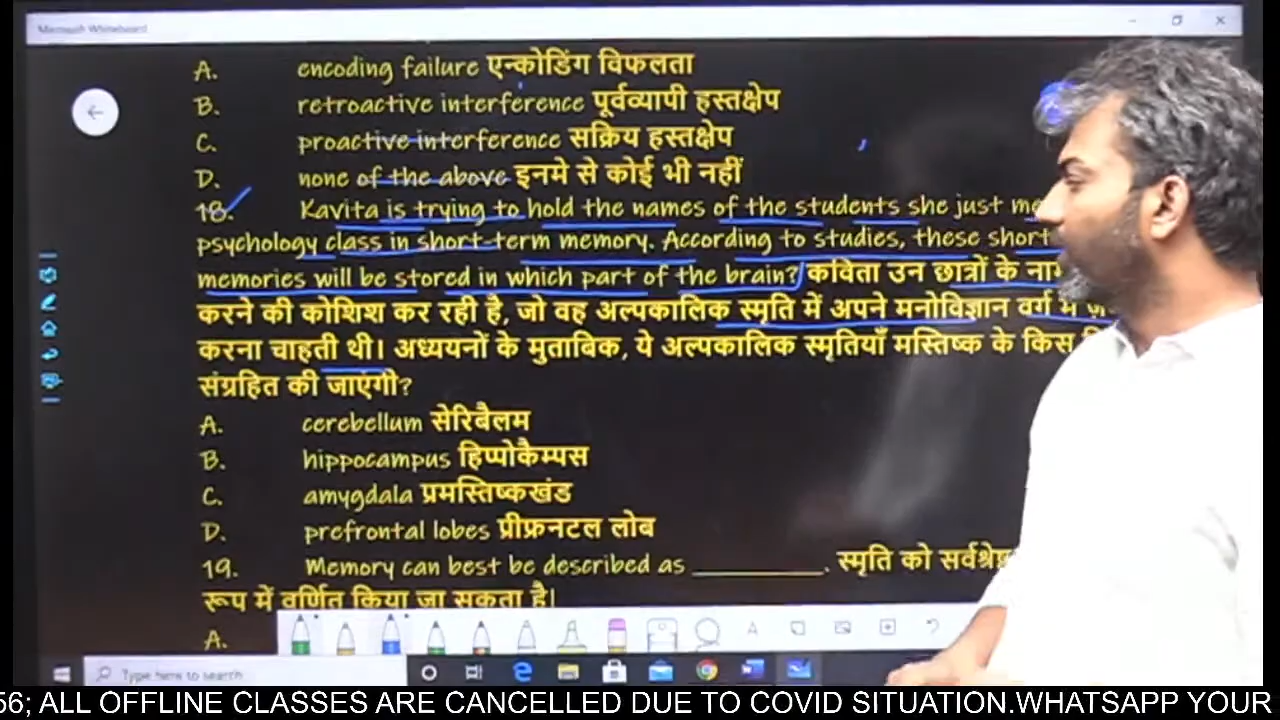 Microsoft Whiteboard
A. encoding failure एन्कोडिंग विफलता
B. retroactive interference पूर्वव्यापी हस्तक्षेप
C. proactive interference सक्रिय हस्तक्षेप
D. none of the above इनमे से कोई भी नहीं
18. Kavita is trying to hold the names of the students she just
psychology class in short-term memory. According to studies, these short
memories will be stored in which part of the brain? कविता उन छात्रों के
करने की कोशिश कर रही है, जो वह अल्पकालिक स्मृति में अपने मनोविज्ञान वर्ग में
करना चाहती थी। अध्ययनों के मुताबिक, ये अल्पकालिक स्मृतियाँ मस्तिष्क के किस
संग्रहित की जाएंगी?
A. cerebellum सेरिबैलम
B. hippocampus हिप्पोकैम्पस
C. amygdala प्रमस्तिष्कखंड
D. prefrontal lobes प्रीफ्रनटल लोब
19. Memory can best be described as __________. स्मृति को
रूप में वर्णित किया जा सकता है।
A.
Type here to search
56; ALL OFFLINE CLASSES ARE CANCELLED DUE TO COVID SITUATION.WHATSAPP YOUR